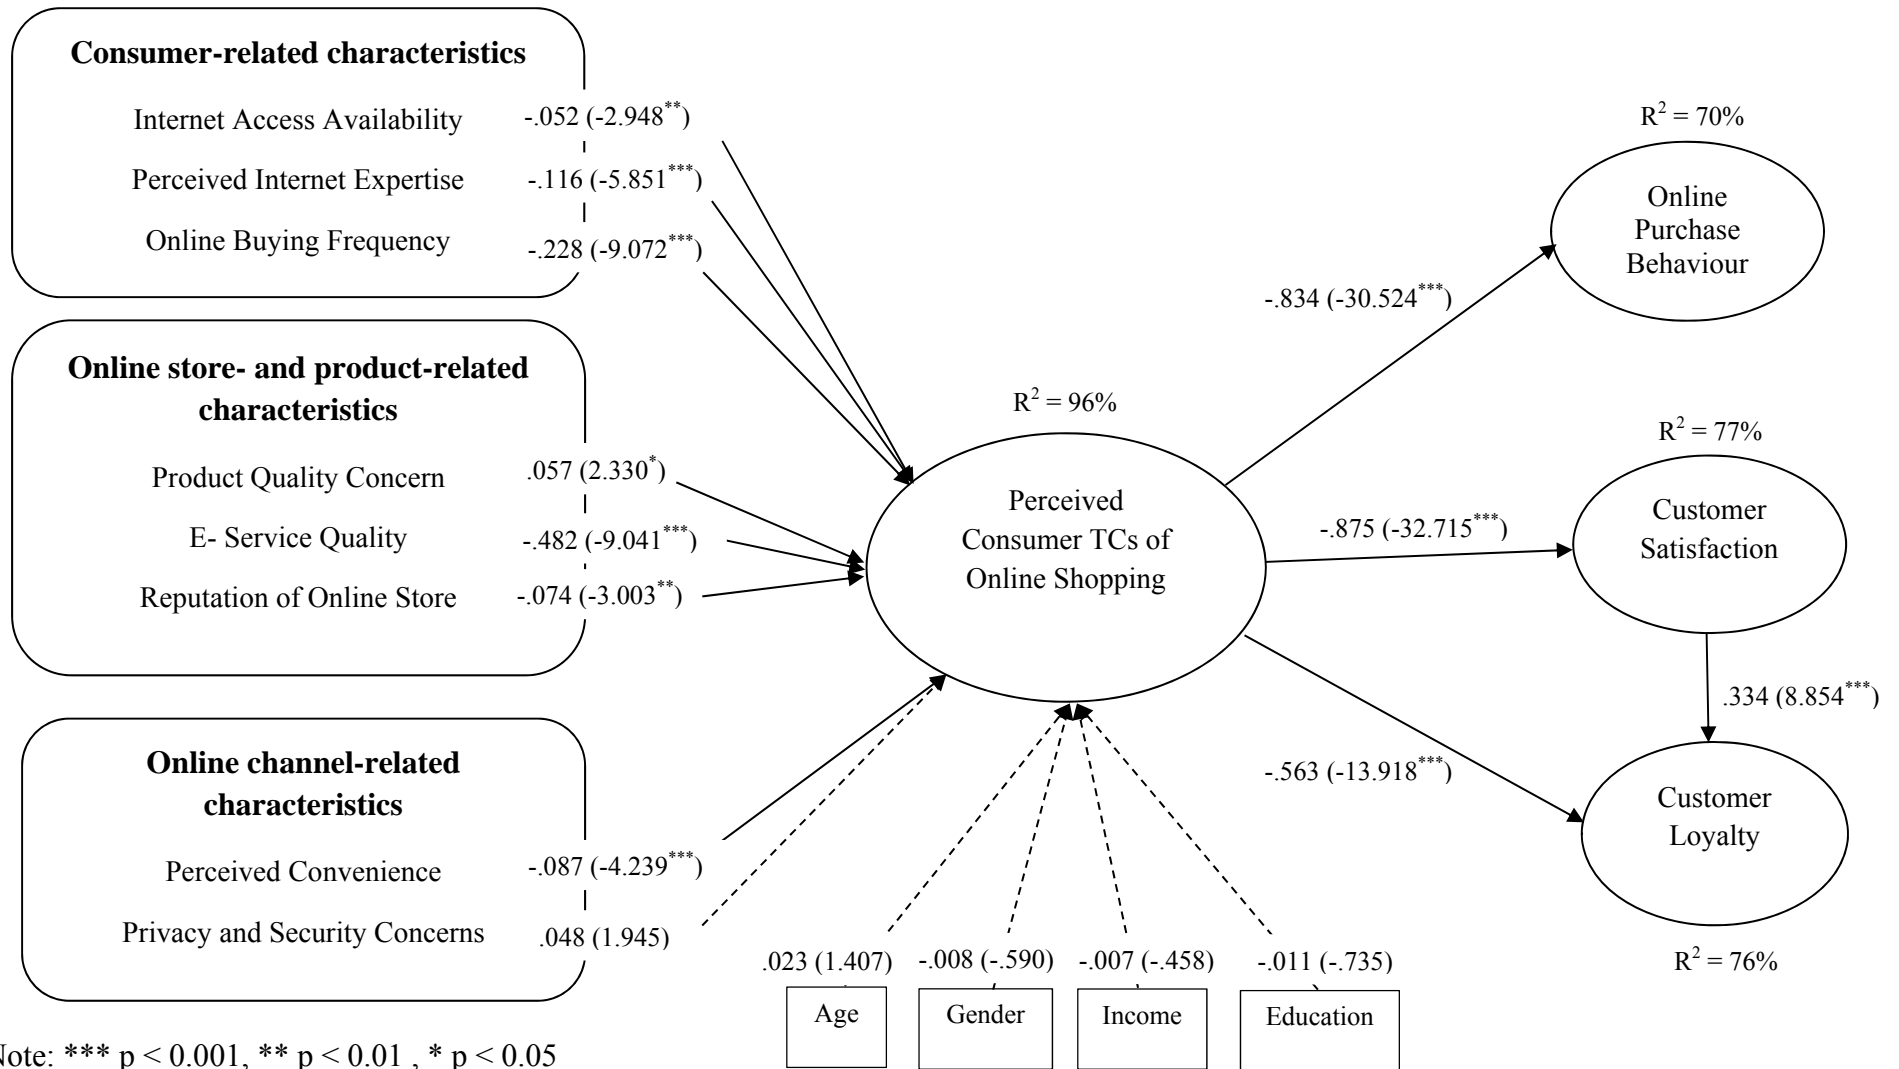 Consumer-related characteristics
Internet Access Availability -.052 (-2.948**)
Perceived Internet Expertise -.116 (-5.851***)
Online Buying Frequency -.228 (-9.072***)
Online store- and product-related
characteristics
Product Quality Concern .057 (2.330*)
E- Service Quality -.482 (-9.041***)
Reputation of Online Store -.074 (-3.003**)
Online channel-related
characteristics
Perceived Convenience -.087 (-4.239***)
Privacy and Security Concerns .048 (1.945)
R² = 96%
Perceived
Consumer TCs of
Online Shopping
-.834 (-30.524***)
-.875 (-32.715***)
-.563 (-13.918***)
R² = 70%
Online
Purchase
Behaviour
R² = 77%
Customer
Satisfaction
.334 (8.854***)
Customer
Loyalty
R² = 76%
.023 (1.407) -.008 (-.590) -.007 (-.458) -.011 (-.735)
Age Gender Income Education
Note: *** p < 0.001, ** p < 0.01 , * p < 0.05